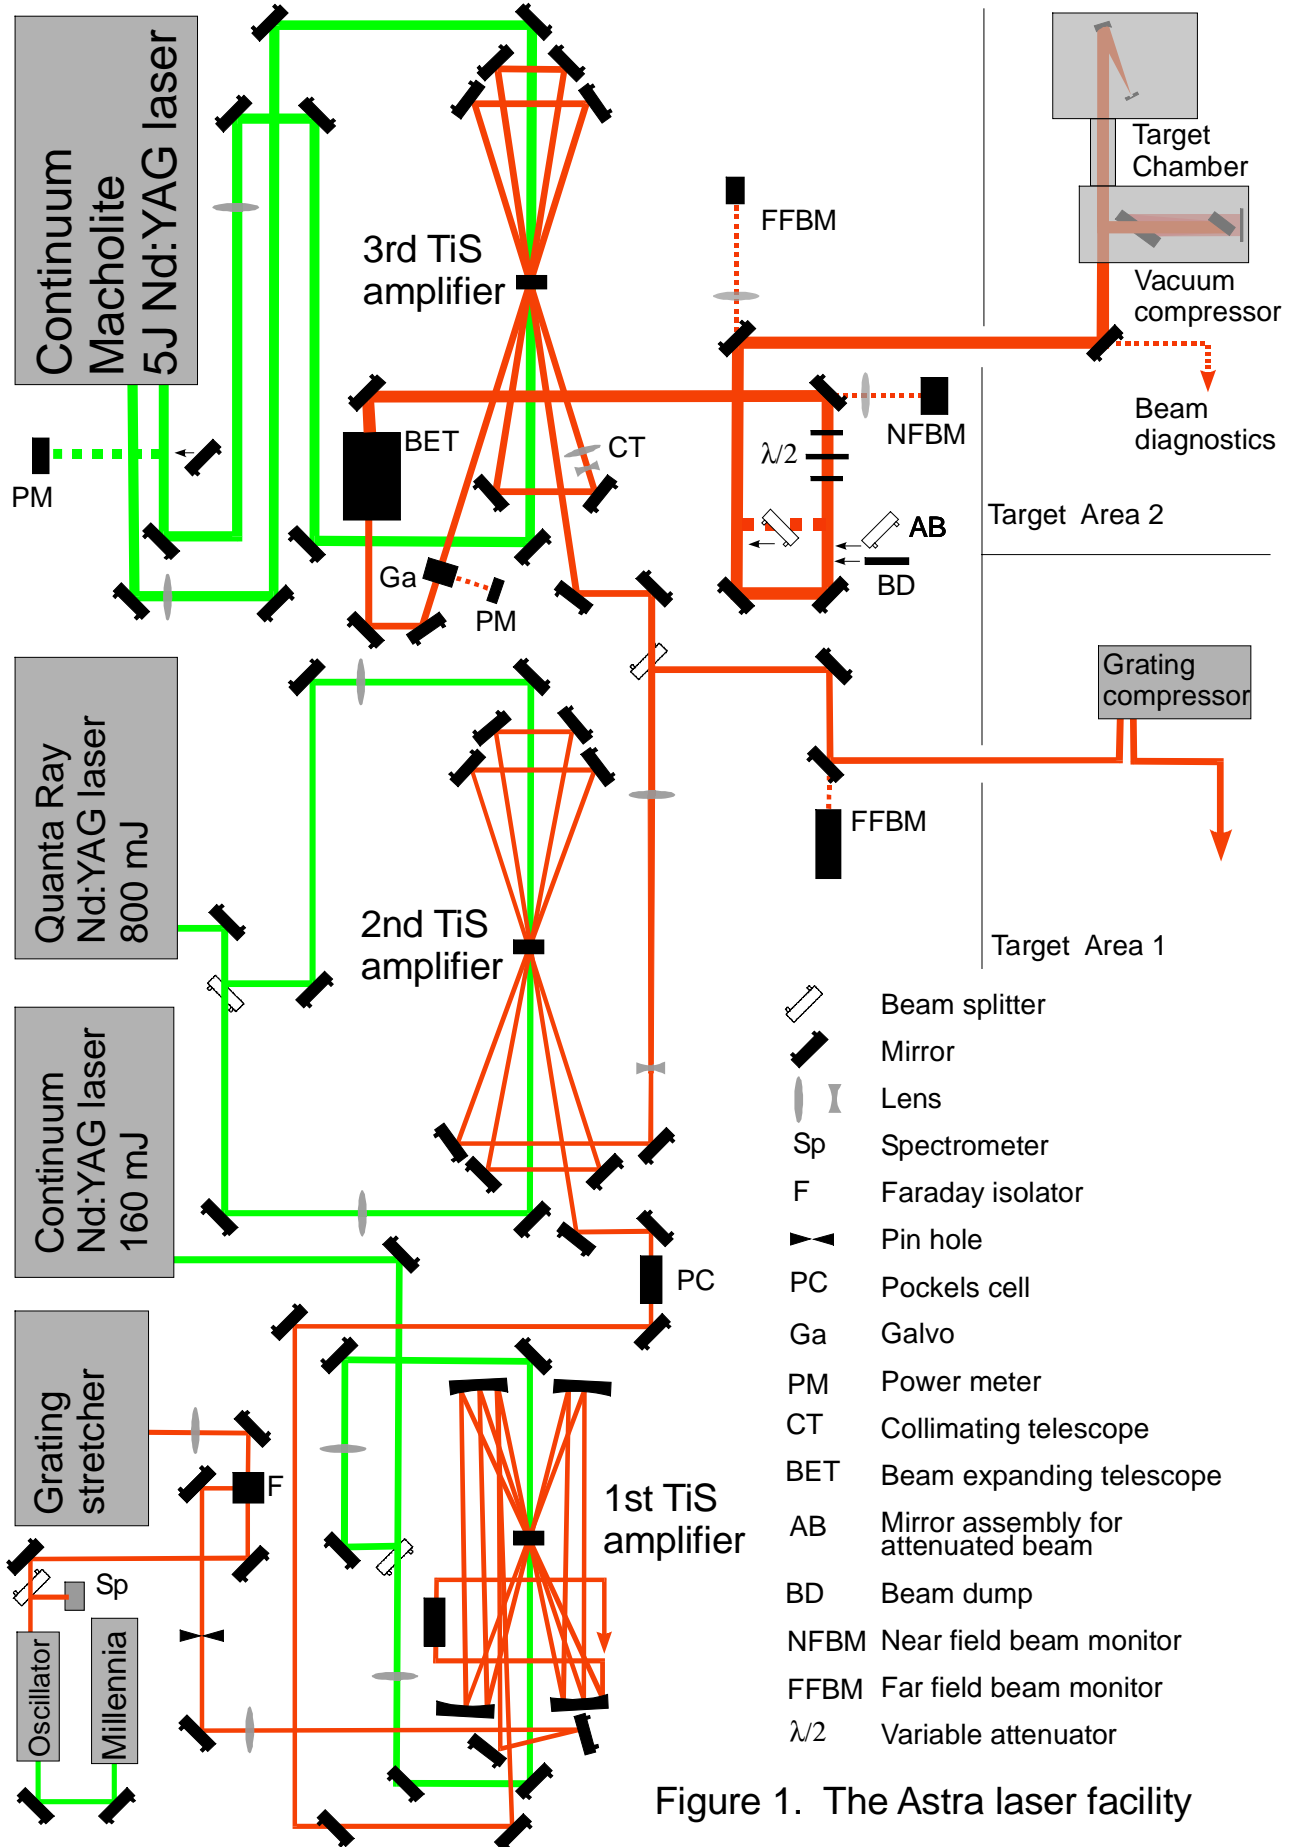 Continuum
Macholite
5J Nd:YAG laser
3rd TiS
amplifier
FFBM
Target
Chamber
Vacuum
compressor
Beam
diagnostics
NFBM
BET
CT
λ/2
PM
AB
Target Area 2
BD
Ga
PM
Quanta Ray
Nd:YAG laser
800 mJ
Grating
compressor
FFBM
2nd TiS
amplifier
Target Area 1
Continuum
Nd:YAG laser
160 mJ
PC
Grating
stretcher
F
1st TiS
amplifier
Sp
Oscillator
Millennia
Beam splitter
Mirror
Lens
Sp Spectrometer
F Faraday isolator
Pin hole
PC Pockels cell
Ga Galvo
PM Power meter
CT Collimating telescope
BET Beam expanding telescope
AB Mirror assembly for
attenuated beam
BD Beam dump
NFBM Near field beam monitor
FFBM Far field beam monitor
λ/2 Variable attenuator
Figure 1. The Astra laser facility